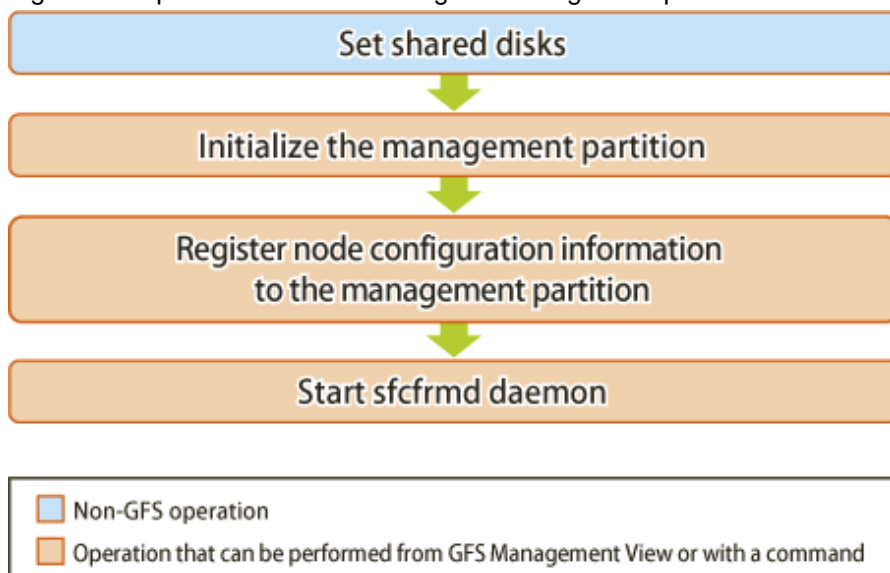 Set shared disks
Initialize the management partition
Register node configuration information
to the management partition
Start sfcfrmd daemon
Non-GFS operation
Operation that can be performed from GFS Management View or with a command